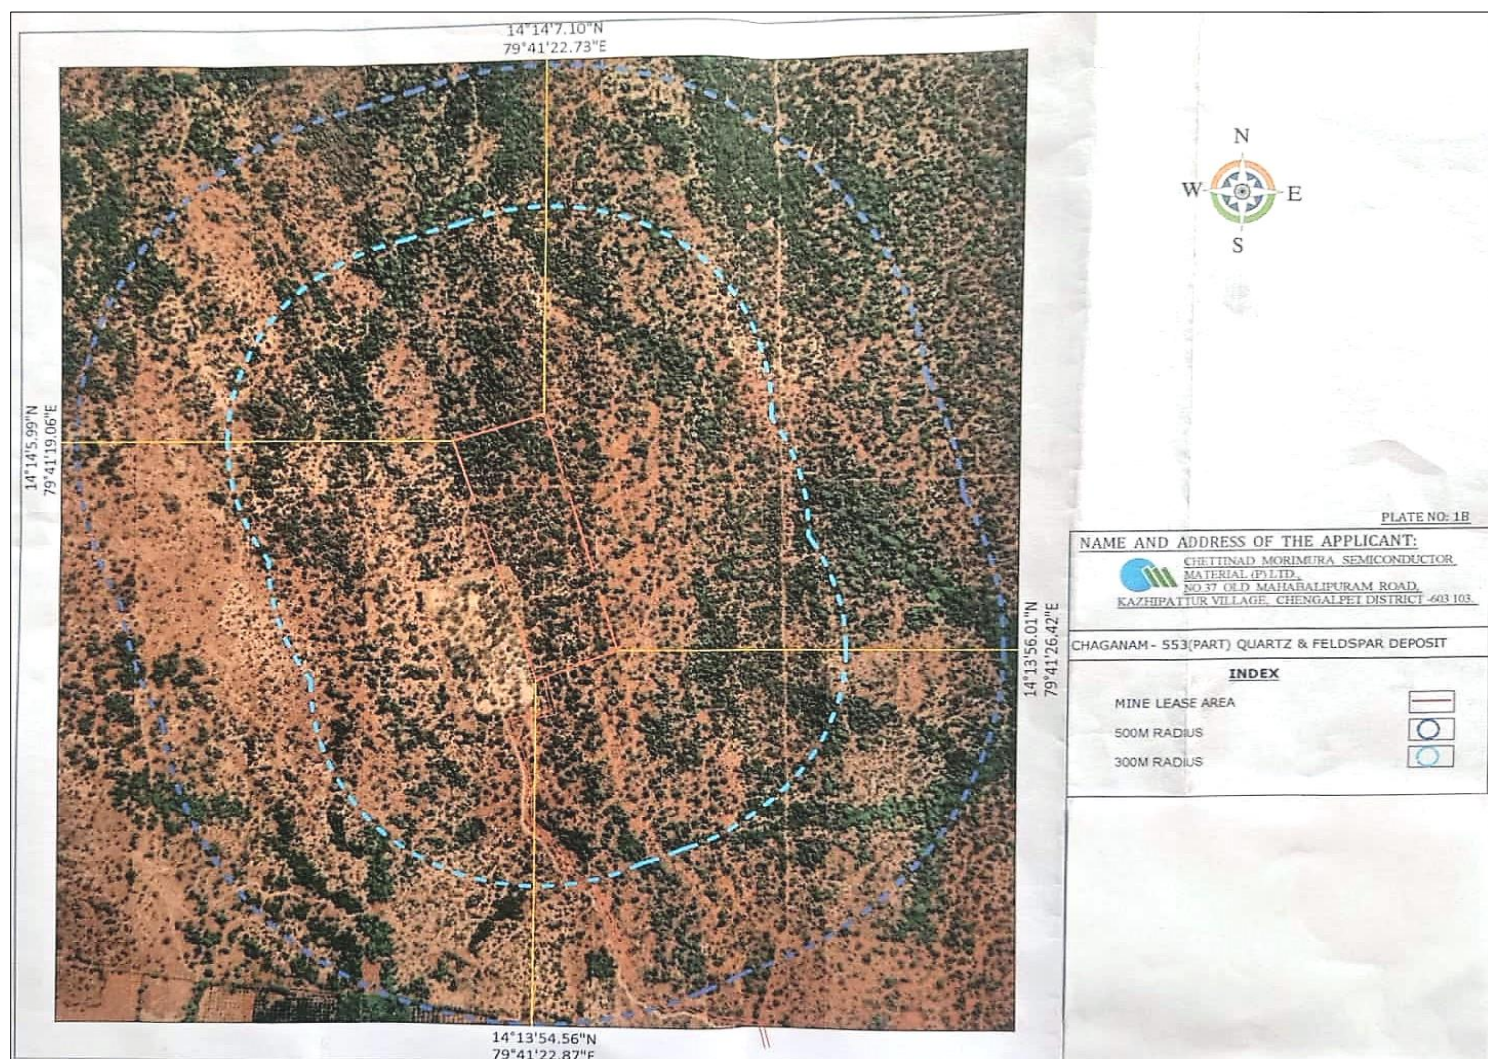 14°14'7.10"N
79°41'22.73"E
N
W
E
S
14°14'5.99"N
79°41'19.06"E
14°13'56.01"N
79°41'26.42"E
14°13'54.56"N
79°41'22.87"E
PLATE NO: 1B
NAME AND ADDRESS OF THE APPLICANT:
CHETTINAD MORIMURA SEMICONDUCTOR
MATERIAL (P) LTD.,
NO 37 OLD MAHABALIPURAM ROAD,
KAZHIPATTUR VILLAGE, CHENGALPET DISTRICT -603 103.
CHAGANAM - 553(PART) QUARTZ & FELDSPAR DEPOSIT
INDEX
MINE LEASE AREA
500M RADIUS
300M RADIUS